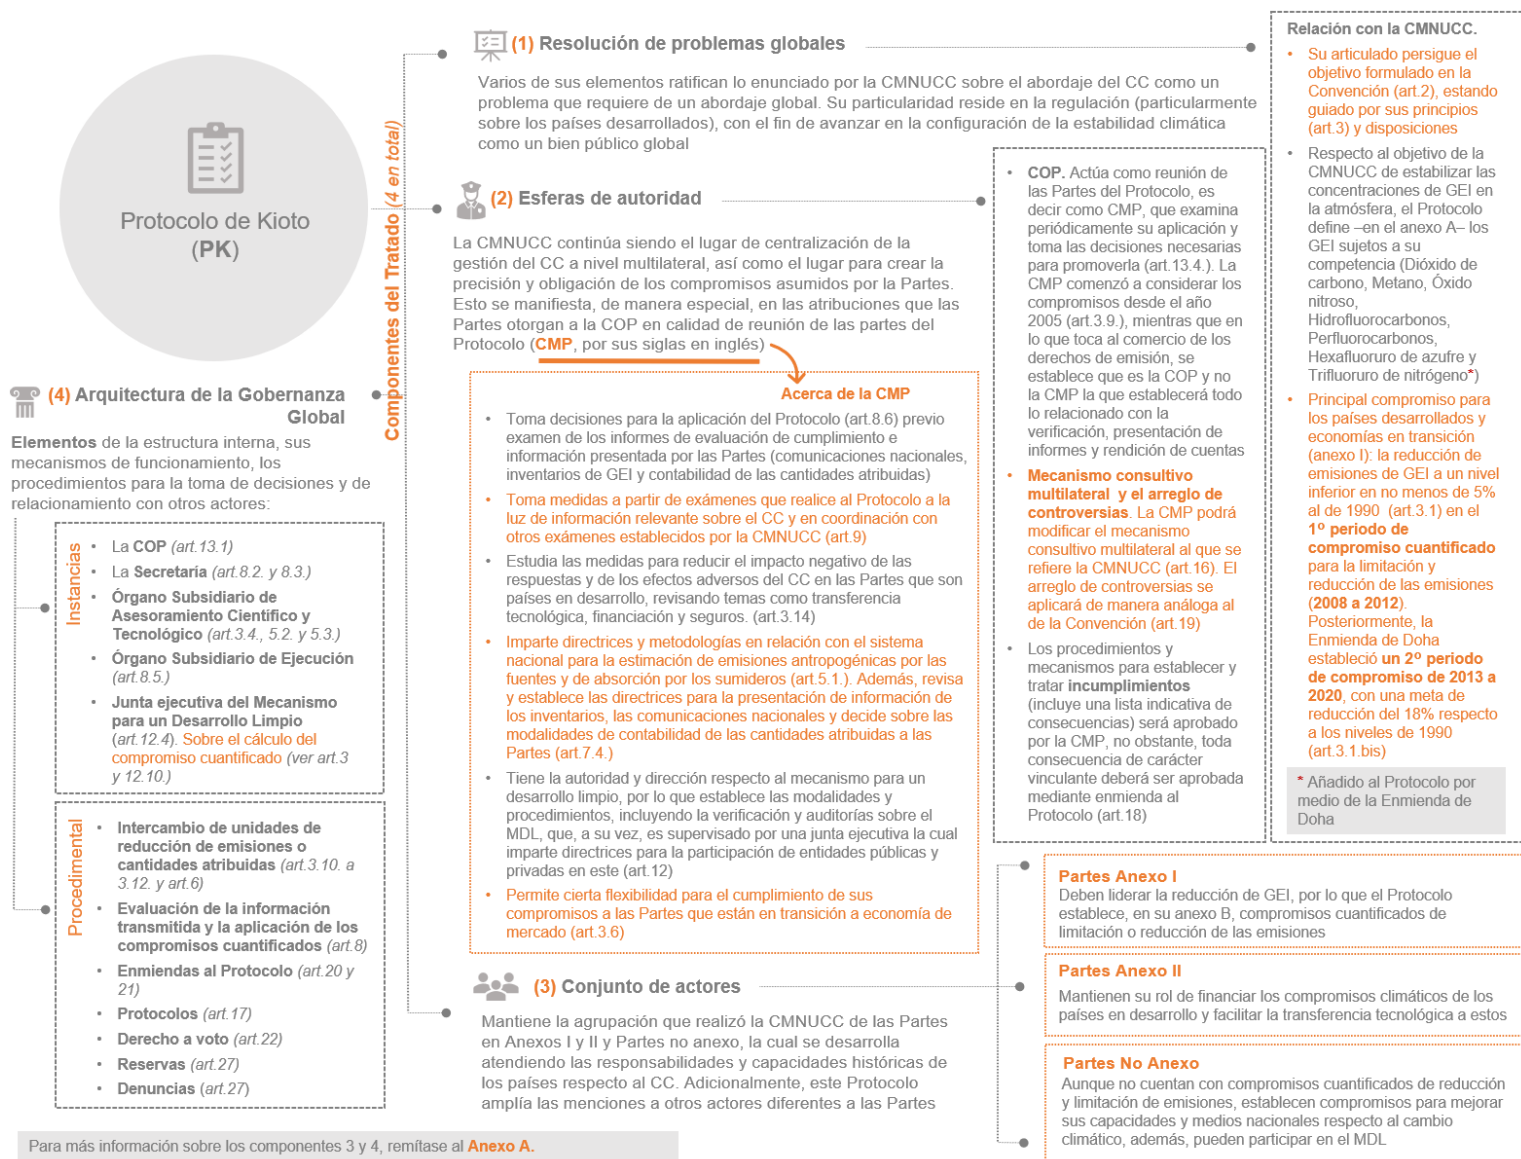 Protocolo de Kioto
(PK)
Componentes del Tratado (4 en total)
(1) Resolución de problemas globales
Varios de sus elementos ratifican lo enunciado por la CMNUCC sobre el abordaje del CC como un
problema que requiere de un abordaje global. Su particularidad reside en la regulación (particularmente
sobre los países desarrollados), con el fin de avanzar en la configuración de la estabilidad climática
como un bien público global
Relación con la CMNUCC.
• Su articulado persigue el
objetivo formulado en la
Convención (art.2), estando
guiado por sus principios
(art.3) y disposiciones
• Respecto al objetivo de la
CMNUCC de estabilizar las
concentraciones de GEI en
la atmósfera, el Protocolo
define –en el anexo A– los
GEI sujetos a su
competencia (Dióxido de
carbono, Metano, Óxido
nitroso,
Hidrofluorocarbonos,
Perfluorocarbonos,
Hexafluoruro de azufre y
Trifluoruro de nitrógeno*)
• Principal compromiso para
los países desarrollados y
economías en transición
(anexo I): la reducción de
emisiones de GEI a un nivel
inferior en no menos de 5%
al de 1990 (art.3.1) en el
1º periodo de
compromiso cuantificado
para la limitación y
reducción de las emisiones
(2008 a 2012).
Posteriormente, la
Enmienda de Doha
estableció un 2º periodo
de compromiso de 2013 a
2020, con una meta de
reducción del 18% respecto
a los niveles de 1990
(art.3.1.bis)
* Añadido al Protocolo por
medio de la Enmienda de
Doha
(2) Esferas de autoridad
La CMNUCC continúa siendo el lugar de centralización de la
gestión del CC a nivel multilateral, así como el lugar para crear la
precisión y obligación de los compromisos asumidos por la Partes.
Esto se manifiesta, de manera especial, en las atribuciones que las
Partes otorgan a la COP en calidad de reunión de las partes del
Protocolo (CMP, por sus siglas en inglés)
Acerca de la CMP
• Toma decisiones para la aplicación del Protocolo (art.8.6) previo
examen de los informes de evaluación de cumplimiento e
información presentada por las Partes (comunicaciones nacionales,
inventarios de GEI y contabilidad de las cantidades atribuidas)
• Toma medidas a partir de exámenes que realice al Protocolo a la
luz de información relevante sobre el CC y en coordinación con
otros exámenes establecidos por la CMNUCC (art.9)
• Estudia las medidas para reducir el impacto negativo de las
respuestas y de los efectos adversos del CC en las Partes que son
países en desarrollo, revisando temas como transferencia
tecnológica, financiación y seguros. (art.3.14)
• Imparte directrices y metodologías en relación con el sistema
nacional para la estimación de emisiones antropogénicas por las
fuentes y de absorción por los sumideros (art.5.1.). Además, revisa
y establece las directrices para la presentación de información de
los inventarios, las comunicaciones nacionales y decide sobre las
modalidades de contabilidad de las cantidades atribuidas a las
Partes (art.7.4.)
• Tiene la autoridad y dirección respecto al mecanismo para un
desarrollo limpio, por lo que establece las modalidades y
procedimientos, incluyendo la verificación y auditorías sobre el
MDL, que, a su vez, es supervisado por una junta ejecutiva la cual
imparte directrices para la participación de entidades públicas y
privadas en este (art.12)
• Permite cierta flexibilidad para el cumplimiento de sus
compromisos a las Partes que están en transición a economía de
mercado (art.3.6)
• COP. Actúa como reunión de
las Partes del Protocolo, es
decir como CMP, que examina
periódicamente su aplicación y
toma las decisiones necesarias
para promoverla (art.13.4.). La
CMP comenzó a considerar los
compromisos desde el año
2005 (art.3.9.), mientras que en
lo que toca al comercio de los
derechos de emisión, se
establece que es la COP y no
la CMP la que establecerá todo
lo relacionado con la
verificación, presentación de
informes y rendición de cuentas
• Mecanismo consultivo
multilateral y el arreglo de
controversias. La CMP podrá
modificar el mecanismo
consultivo multilateral al que se
refiere la CMNUCC (art.16). El
arreglo de controversias se
aplicará de manera análoga al
de la Convención (art.19)
• Los procedimientos y
mecanismos para establecer y
tratar incumplimientos
(incluye una lista indicativa de
consecuencias) será aprobado
por la CMP, no obstante, toda
consecuencia de carácter
vinculante deberá ser aprobada
mediante enmienda al
Protocolo (art.18)
(3) Conjunto de actores
Mantiene la agrupación que realizó la CMNUCC de las Partes
en Anexos I y II y Partes no anexo, la cual se desarrolla
atendiendo las responsabilidades y capacidades históricas de
los países respecto al CC. Adicionalmente, este Protocolo
amplía las menciones a otros actores diferentes a las Partes
Partes Anexo I
Deben liderar la reducción de GEI, por lo que el Protocolo
establece, en su anexo B, compromisos cuantificados de
limitación o reducción de las emisiones
Partes Anexo II
Mantienen su rol de financiar los compromisos climáticos de los
países en desarrollo y facilitar la transferencia tecnológica a estos
Partes No Anexo
Aunque no cuentan con compromisos cuantificados de reducción
y limitación de emisiones, establecen compromisos para mejorar
sus capacidades y medios nacionales respecto al cambio
climático, además, pueden participar en el MDL
(4) Arquitectura de la Gobernanza
Global
Elementos de la estructura interna, sus
mecanismos de funcionamiento, los
procedimientos para la toma de decisiones y de
relacionamiento con otros actores:
Instancias
• La COP (art.13.1)
• La Secretaría (art.8.2. y 8.3.)
• Órgano Subsidiario de
Asesoramiento Científico y
Tecnológico (art.3.4., 5.2. y 5.3.)
• Órgano Subsidiario de Ejecución
(art.8.5.)
• Junta ejecutiva del Mecanismo
para un Desarrollo Limpio
(art.12.4). Sobre el cálculo del
compromiso cuantificado (ver art.3
y 12.10.)
Procedimental
• Intercambio de unidades de
reducción de emisiones o
cantidades atribuidas (art.3.10. a
3.12. y art.6)
• Evaluación de la información
transmitida y la aplicación de los
compromisos cuantificados (art.8)
• Enmiendas al Protocolo (art.20 y
21)
• Protocolos (art.17)
• Derecho a voto (art.22)
• Reservas (art.27)
• Denuncias (art.27)
Para más información sobre los componentes 3 y 4, remítase al Anexo A.